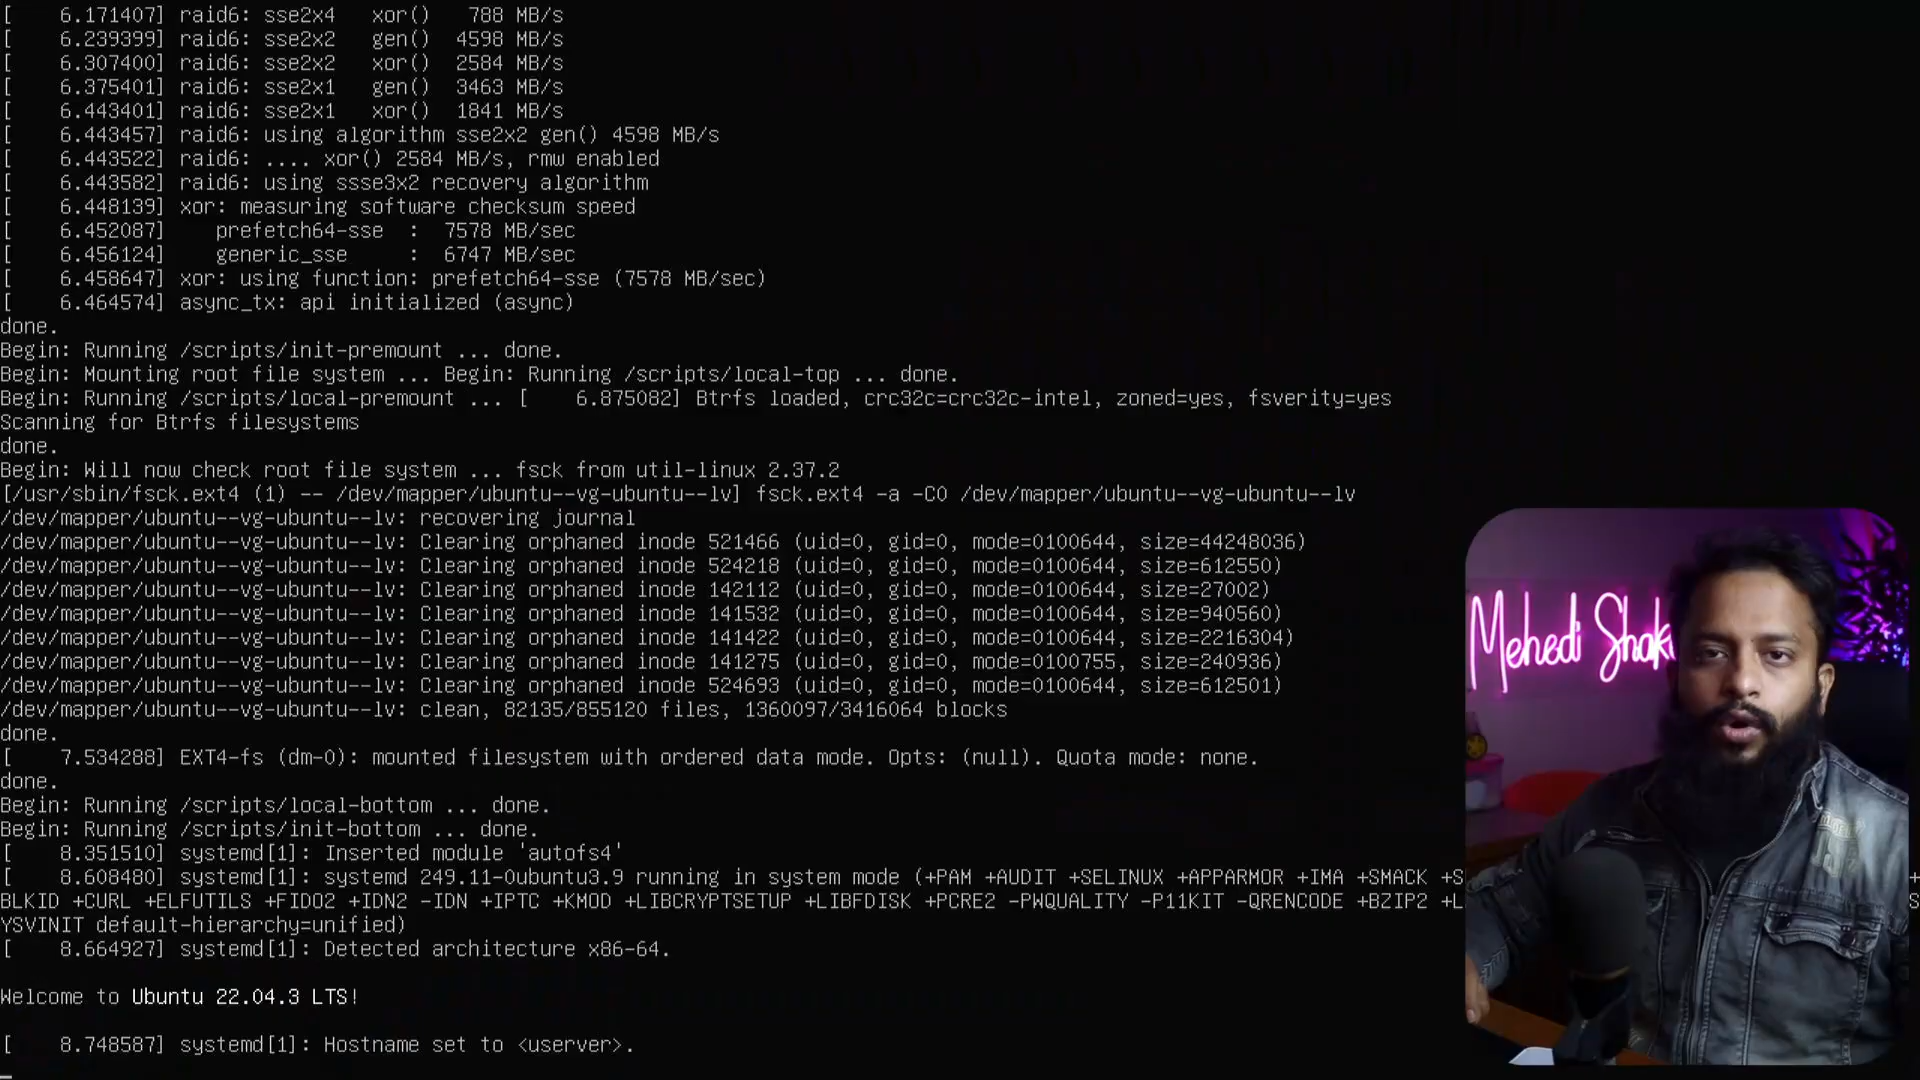 [    6.171407] raid6: sse2x4   xor()   788 MB/s
[    6.239399] raid6: sse2x2   gen()  4598 MB/s
[    6.307400] raid6: sse2x2   xor()  2584 MB/s
[    6.375401] raid6: sse2x1   gen()  3463 MB/s
[    6.443401] raid6: sse2x1   xor()  1841 MB/s
[    6.443457] raid6: using algorithm sse2x2 gen() 4598 MB/s
[    6.443522] raid6: .... xor() 2584 MB/s, rmw enabled
[    6.443582] raid6: using ssse3x2 recovery algorithm
[    6.448139] xor: measuring software checksum speed
[    6.452087]    prefetch64-sse  :  7578 MB/sec
[    6.456124]    generic_sse     :  6747 MB/sec
[    6.458647] xor: using function: prefetch64-sse (7578 MB/sec)
[    6.464574] async_tx: api initialized (async)
done.
Begin: Running /scripts/init-premount ... done.
Begin: Mounting root file system ... Begin: Running /scripts/local-top ... done.
Begin: Running /scripts/local-premount ... [    6.875082] Btrfs loaded, crc32c=crc32c-intel, zoned=yes, fsverity=yes
Scanning for Btrfs filesystems
done.
Begin: Will now check root file system ... fsck from util-linux 2.37.2
[/usr/sbin/fsck.ext4 (1) -- /dev/mapper/ubuntu--vg-ubuntu--lv] fsck.ext4 -a -C0 /dev/mapper/ubuntu--vg-ubuntu--lv
/dev/mapper/ubuntu--vg-ubuntu--lv: recovering journal
/dev/mapper/ubuntu--vg-ubuntu--lv: Clearing orphaned inode 521466 (uid=0, gid=0, mode=0100644, size=44248036)
/dev/mapper/ubuntu--vg-ubuntu--lv: Clearing orphaned inode 524218 (uid=0, gid=0, mode=0100644, size=612550)
/dev/mapper/ubuntu--vg-ubuntu--lv: Clearing orphaned inode 142112 (uid=0, gid=0, mode=0100644, size=27002)
/dev/mapper/ubuntu--vg-ubuntu--lv: Clearing orphaned inode 141532 (uid=0, gid=0, mode=0100644, size=940560)
/dev/mapper/ubuntu--vg-ubuntu--lv: Clearing orphaned inode 141422 (uid=0, gid=0, mode=0100644, size=2216304)
/dev/mapper/ubuntu--vg-ubuntu--lv: Clearing orphaned inode 141275 (uid=0, gid=0, mode=0100755, size=240936)
/dev/mapper/ubuntu--vg-ubuntu--lv: Clearing orphaned inode 524693 (uid=0, gid=0, mode=0100644, size=612501)
/dev/mapper/ubuntu--vg-ubuntu--lv: clean, 82135/855120 files, 1360097/3416064 blocks
done.
[    7.534288] EXT4-fs (dm-0): mounted filesystem with ordered data mode. Opts: (null). Quota mode: none.
done.
Begin: Running /scripts/local-bottom ... done.
Begin: Running /scripts/init-bottom ... done.
[    8.351510] systemd[1]: Inserted module 'autofs4'
[    8.608480] systemd[1]: systemd 249.11-0ubuntu3.9 running in system mode (+PAM +AUDIT +SELINUX +APPARMOR +IMA +SMACK +S
BLKID +CURL +ELFUTILS +FIDO2 +IDN2 -IDN +IPTC +KMOD +LIBCRYPTSETUP +LIBFDISK +PCRE2 -PWQUALITY -P11KIT -QRENCODE +BZIP2 +L
YSVINIT default-hierarchy=unified)
[    8.664927] systemd[1]: Detected architecture x86-64.
Welcome to Ubuntu 22.04.3 LTS!
[    8.748587] systemd[1]: Hostname set to <userver>.
Mehedi Shak